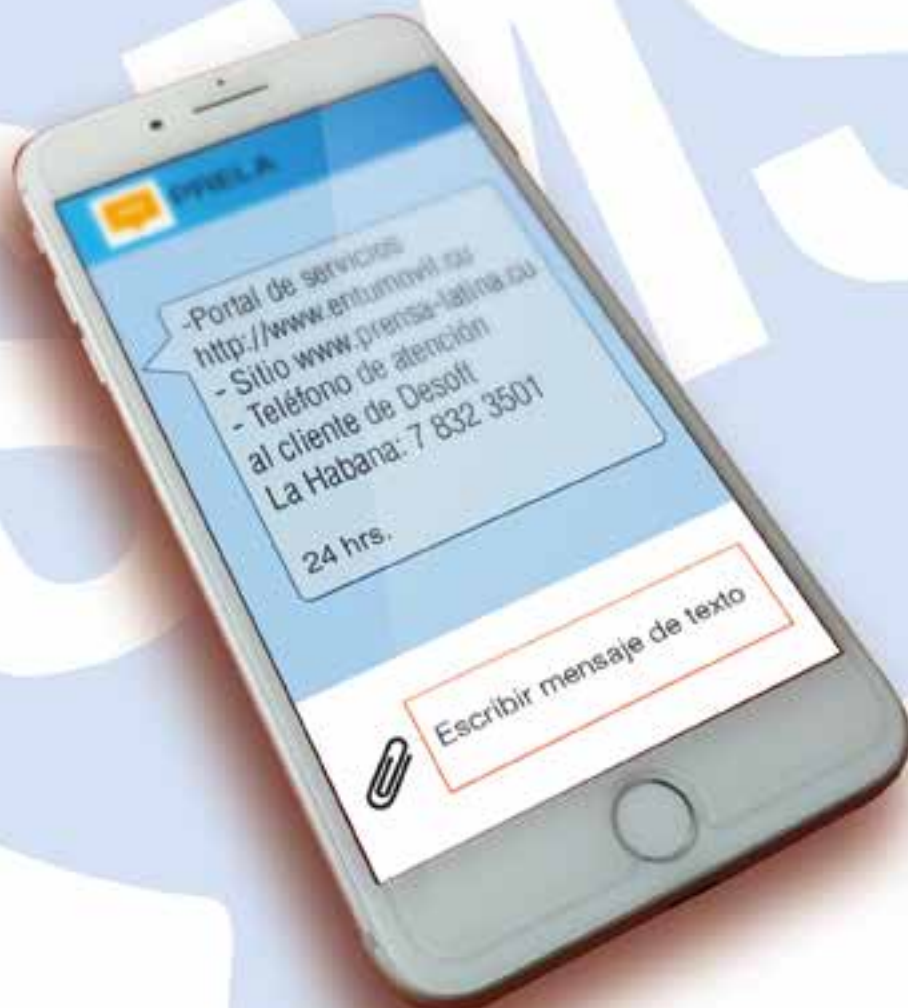 PRELA
-Portal de servicios
http://www.entumovil.cu
- Sitio www.prensa-latina.cu
- Teléfono de atención
al cliente de Desoft
La Habana: 7 832 3501
24 hrs.
Escribir mensaje de texto